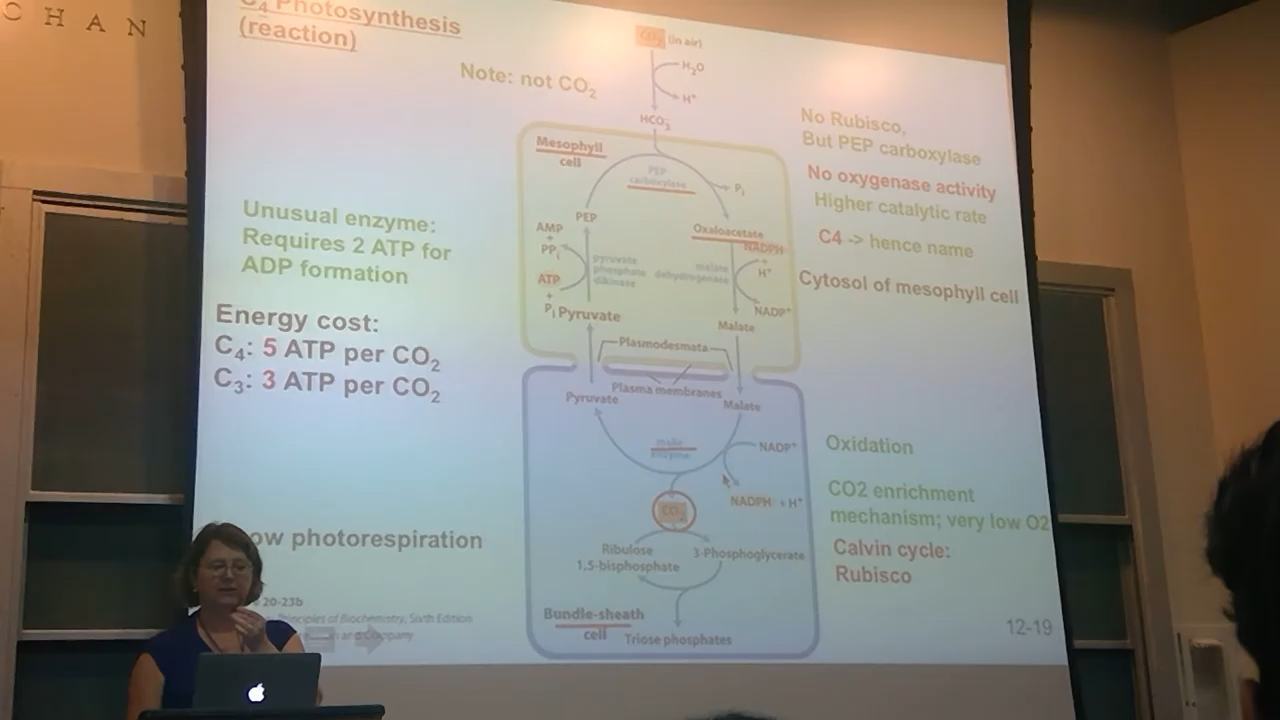 C H A N
C4 Photosynthesis
(reaction)
Note: not CO2
CO2 (in air)
H2O
H+
HCO3-
No Rubisco,
But PEP carboxylase
No oxygenase activity
Higher catalytic rate
C4 -> hence name
Cytosol of mesophyll cell
Mesophyll
cell
PEP
carboxylase
Pi
PEP
Oxaloacetate
AMP
+
PPi
ATP
+
Pi
Pyruvate
pyruvate
phosphate
dikinase
malate
dehydrogenase
NADPH
+
H+
NADP+
Malate
Unusual enzyme:
Requires 2 ATP for
ADP formation
Energy cost:
C4: 5 ATP per CO2
C3: 3 ATP per CO2
Plasmodesmata
Plasma membranes
Pyruvate
Malate
malic
enzyme
NADP+
NADPH + H+
CO2
Ribulose
1,5-bisphosphate
3-Phosphoglycerate
Bundle-sheath
cell
Triose phosphates
Oxidation
CO2 enrichment
mechanism; very low O2
Calvin cycle:
Rubisco
ow photorespiration
20-23b
Principles of Biochemistry, Sixth Edition
an and Company
12-19